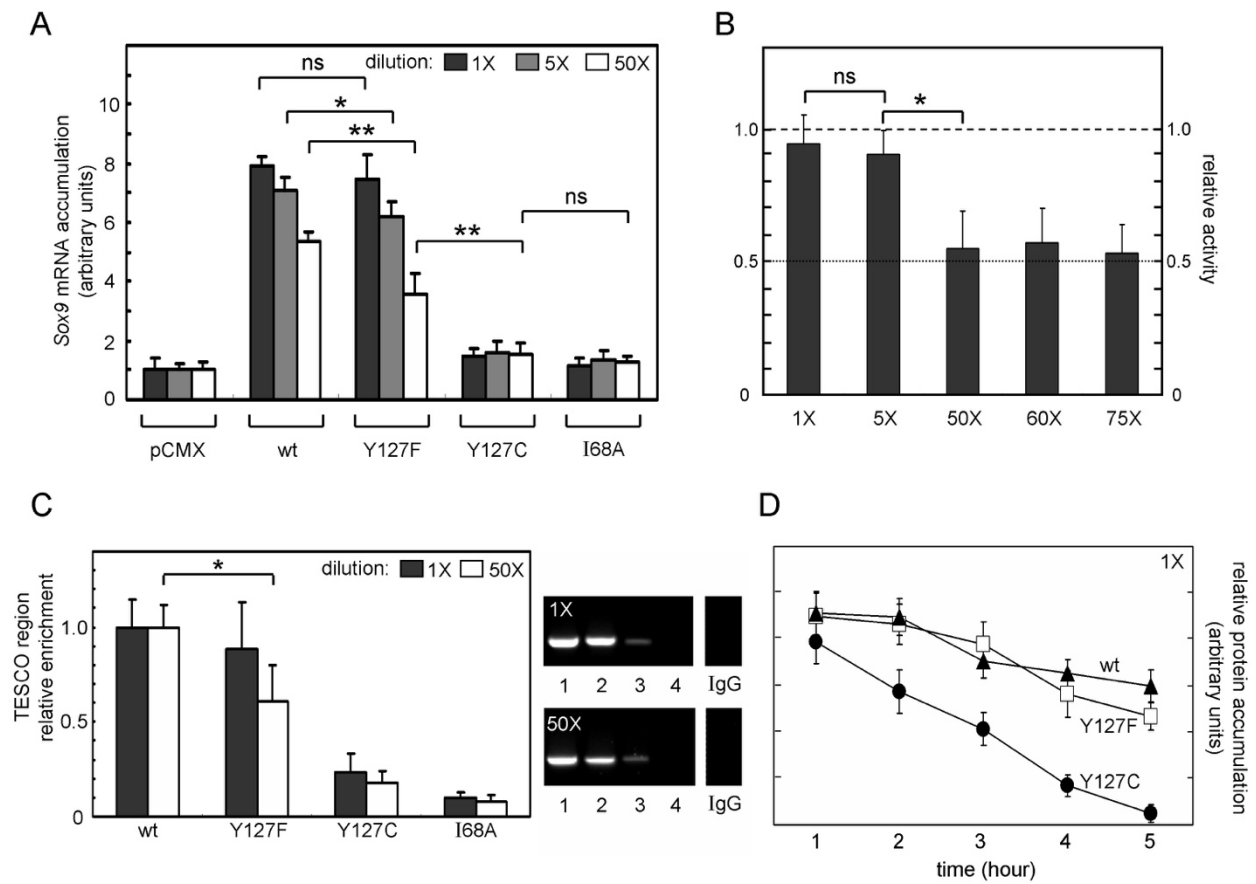 A
dilution: 1X 5X 50X
ns
*
**
**
ns
10
8
6
4
2
0
Sox9 mRNA accumulation
(arbitrary units)
pCMX wt Y127F Y127C I68A
B
ns
*
1.0 1.0
0.5 0.5
0 0
relative activity
1X 5X 50X 60X 75X
C
dilution: 1X 50X
*
1.0
0.5
0
TESCO region
relative enrichment
wt Y127F Y127C I68A
1X
1 2 3 4 IgG
50X
1 2 3 4 IgG
D
1X
wt
Y127F
Y127C
relative protein accumulation
(arbitrary units)
1 2 3 4 5
time (hour)